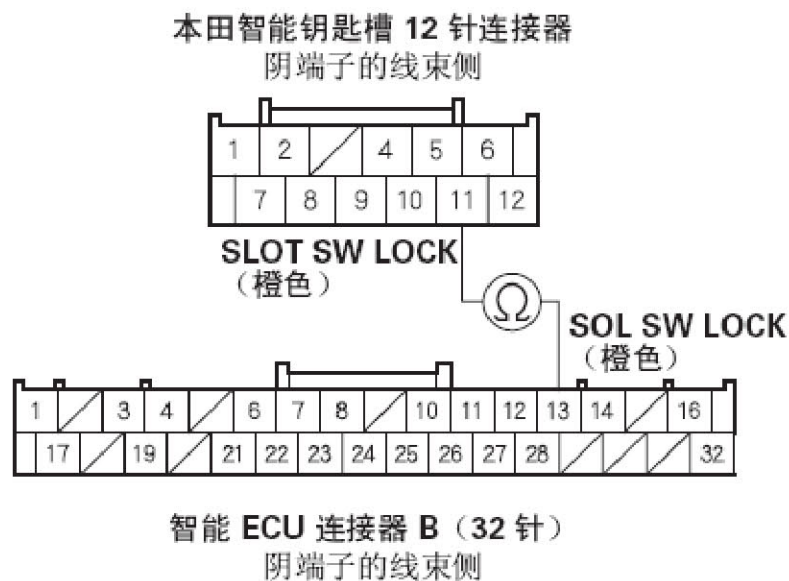 本田智能钥匙槽 12 针连接器
阴端子的线束侧
1 2 4 5 6
7 8 9 10 11 12
SLOT SW LOCK
（橙色）
Ω
SOL SW LOCK
（橙色）
1 3 4 6 7 8 10 11 12 13 14 16
17 19 21 22 23 24 25 26 27 28 32
智能 ECU 连接器 B（32 针）
阴端子的线束侧